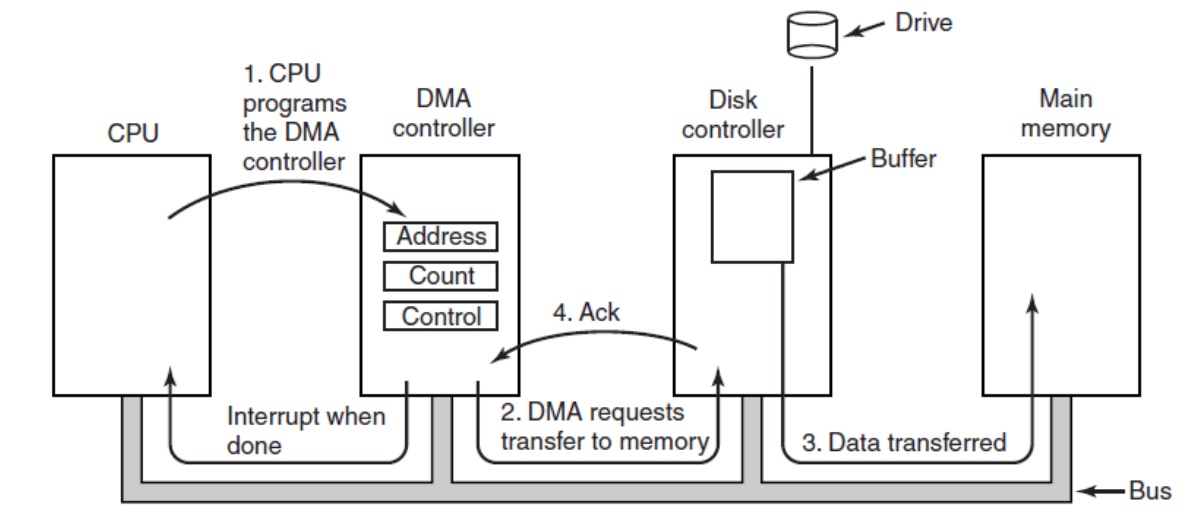 Drive
1. CPU
programs
the DMA
controller
CPU
DMA
controller
Disk
controller
Main
memory
Buffer
Address
Count
Control
4. Ack
Interrupt when
done
2. DMA requests
transfer to memory
3. Data transferred
Bus